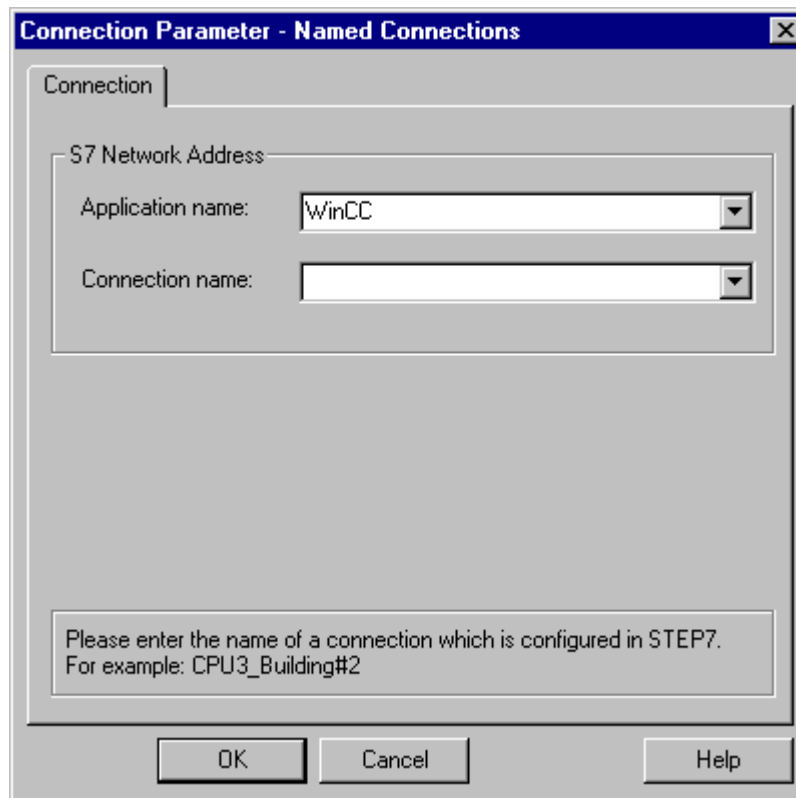 Connection Parameter - Named Connections
Connection
S7 Network Address
Application name: WinCC
Connection name:
Please enter the name of a connection which is configured in STEP7.
For example: CPU3_Building#2
OK Cancel Help